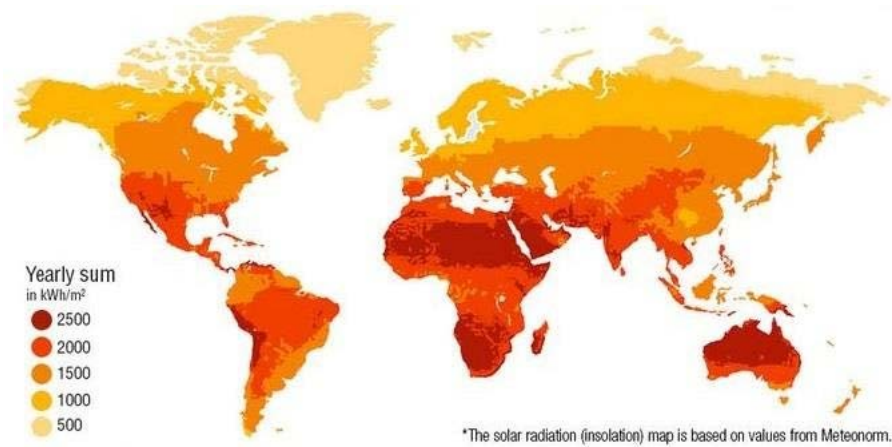 Yearly sum
in kWh/m²
2500
2000
1500
1000
500
*The solar radiation (insolation) map is based on values from Meteonorm.